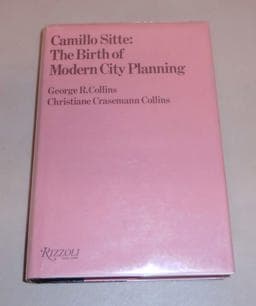 Camillo Sitte:
The Birth of
Modern City Planning
George R. Collins
Christiane Crasemann Collins
RIZZOLI